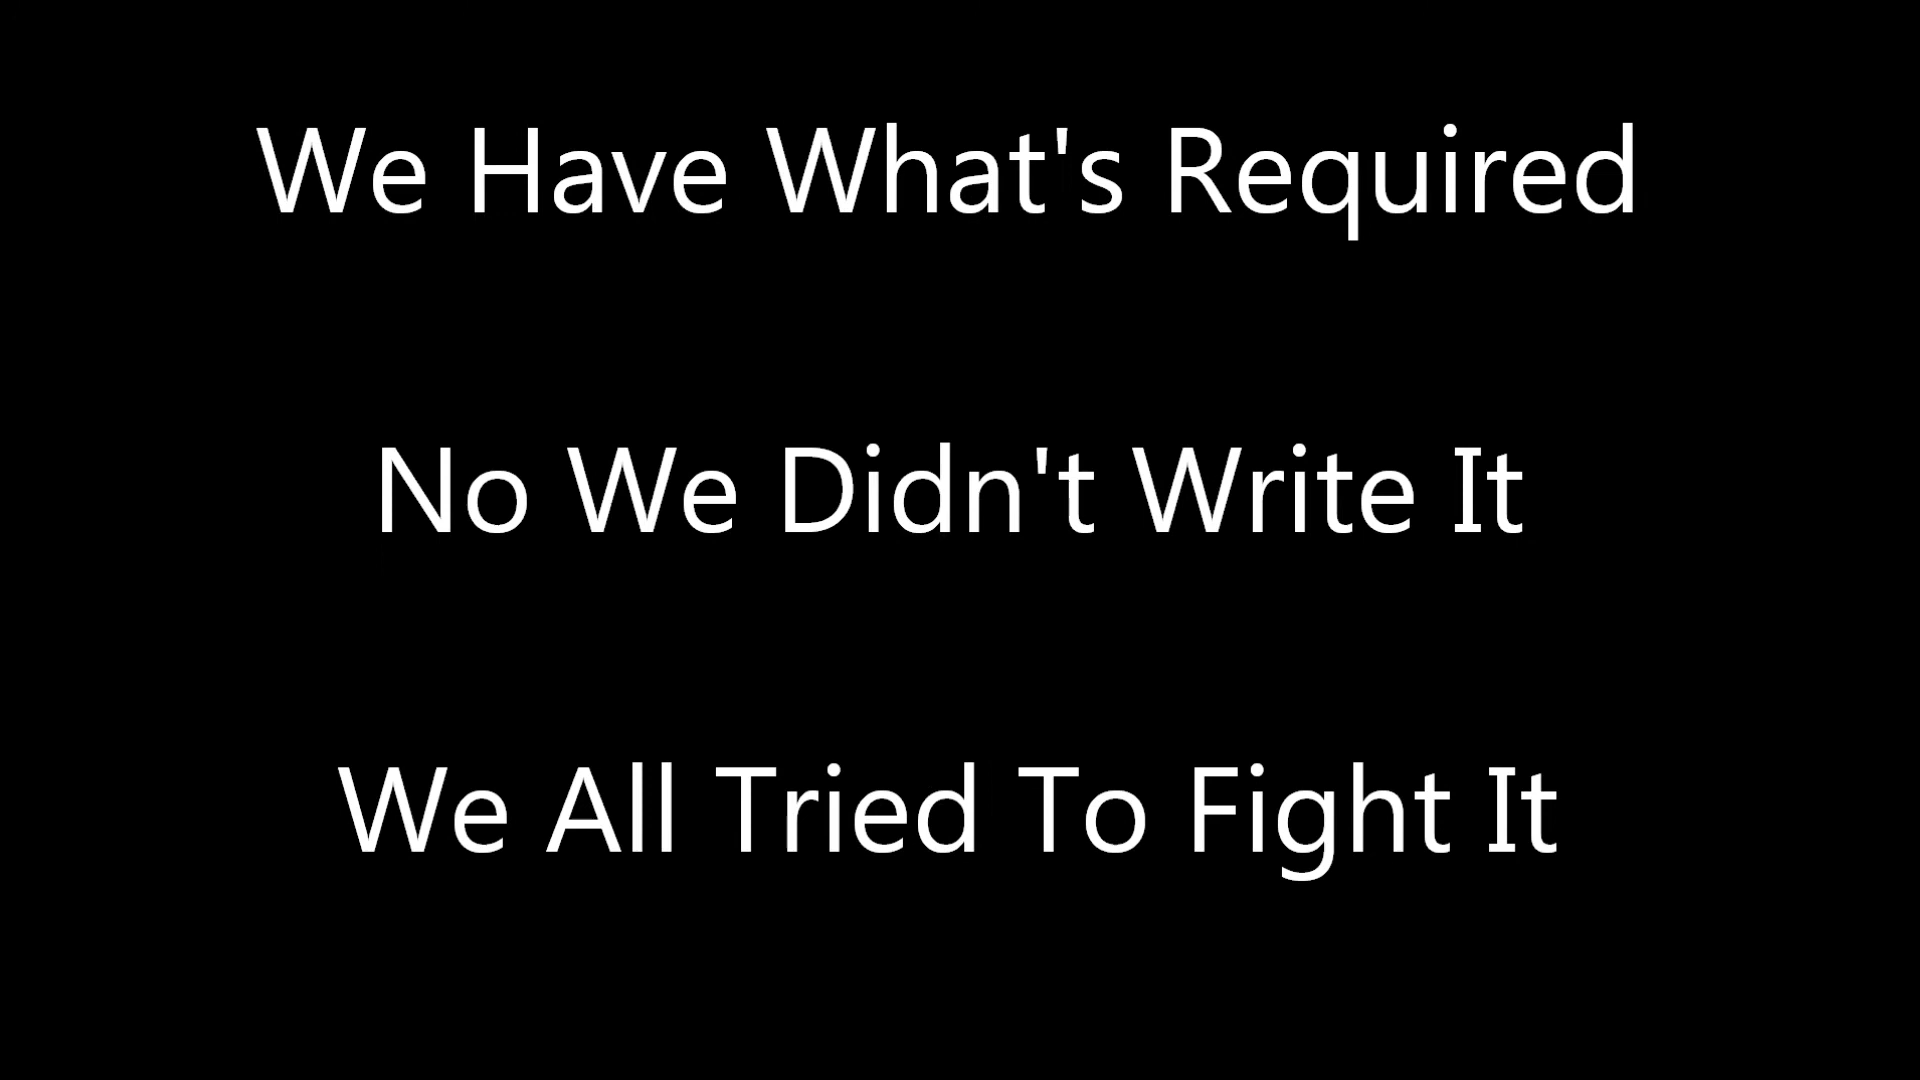 We Have What's Required
No We Didn't Write It
We All Tried To Fight It